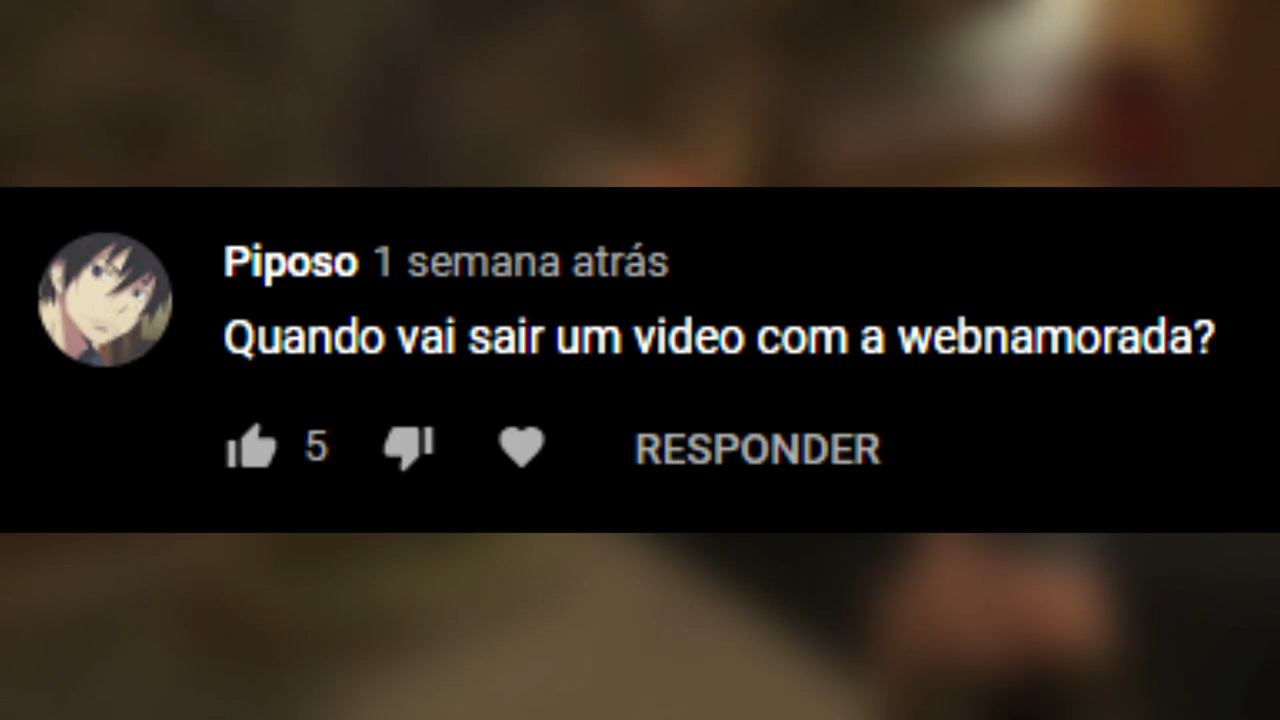 Piposo 1 semana atrás
Quando vai sair um video com a webnamorada?
5 RESPONDER